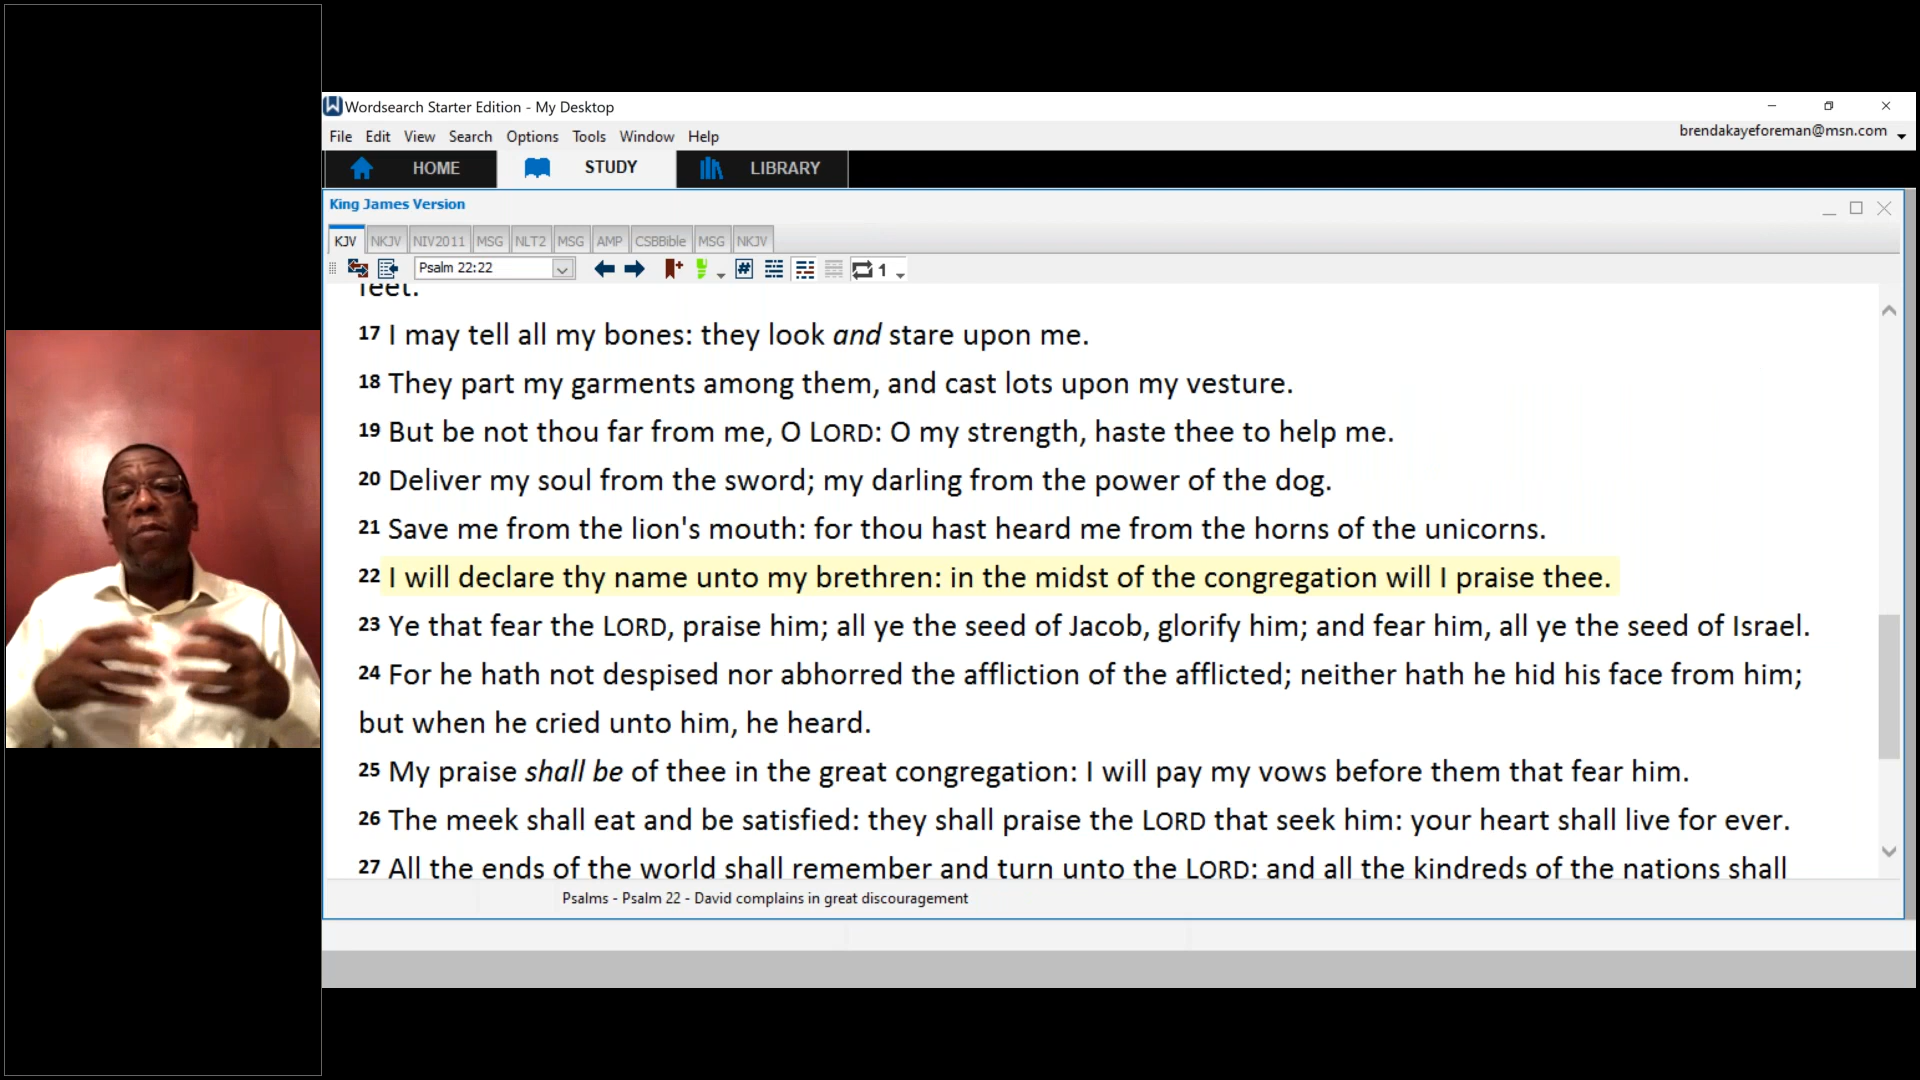 Wordsearch Starter Edition - My Desktop
File Edit View Search Options Tools Window Help
brendakayeforeman@msn.com
HOME STUDY LIBRARY
King James Version
KJV NKJV NIV2011 MSG NLT2 MSG AMP CSBBible MSG NKJV
Psalm 22:22
1
feet.
17 I may tell all my bones: they look and stare upon me.
18 They part my garments among them, and cast lots upon my vesture.
19 But be not thou far from me, O LORD: O my strength, haste thee to help me.
20 Deliver my soul from the sword; my darling from the power of the dog.
21 Save me from the lion's mouth: for thou hast heard me from the horns of the unicorns.
22 I will declare thy name unto my brethren: in the midst of the congregation will I praise thee.
23 Ye that fear the LORD, praise him; all ye the seed of Jacob, glorify him; and fear him, all ye the seed of Israel.
24 For he hath not despised nor abhorred the affliction of the afflicted; neither hath he hid his face from him;
but when he cried unto him, he heard.
25 My praise shall be of thee in the great congregation: I will pay my vows before them that fear him.
26 The meek shall eat and be satisfied: they shall praise the LORD that seek him: your heart shall live for ever.
27 All the ends of the world shall remember and turn unto the LORD: and all the kindreds of the nations shall
Psalms - Psalm 22 - David complains in great discouragement